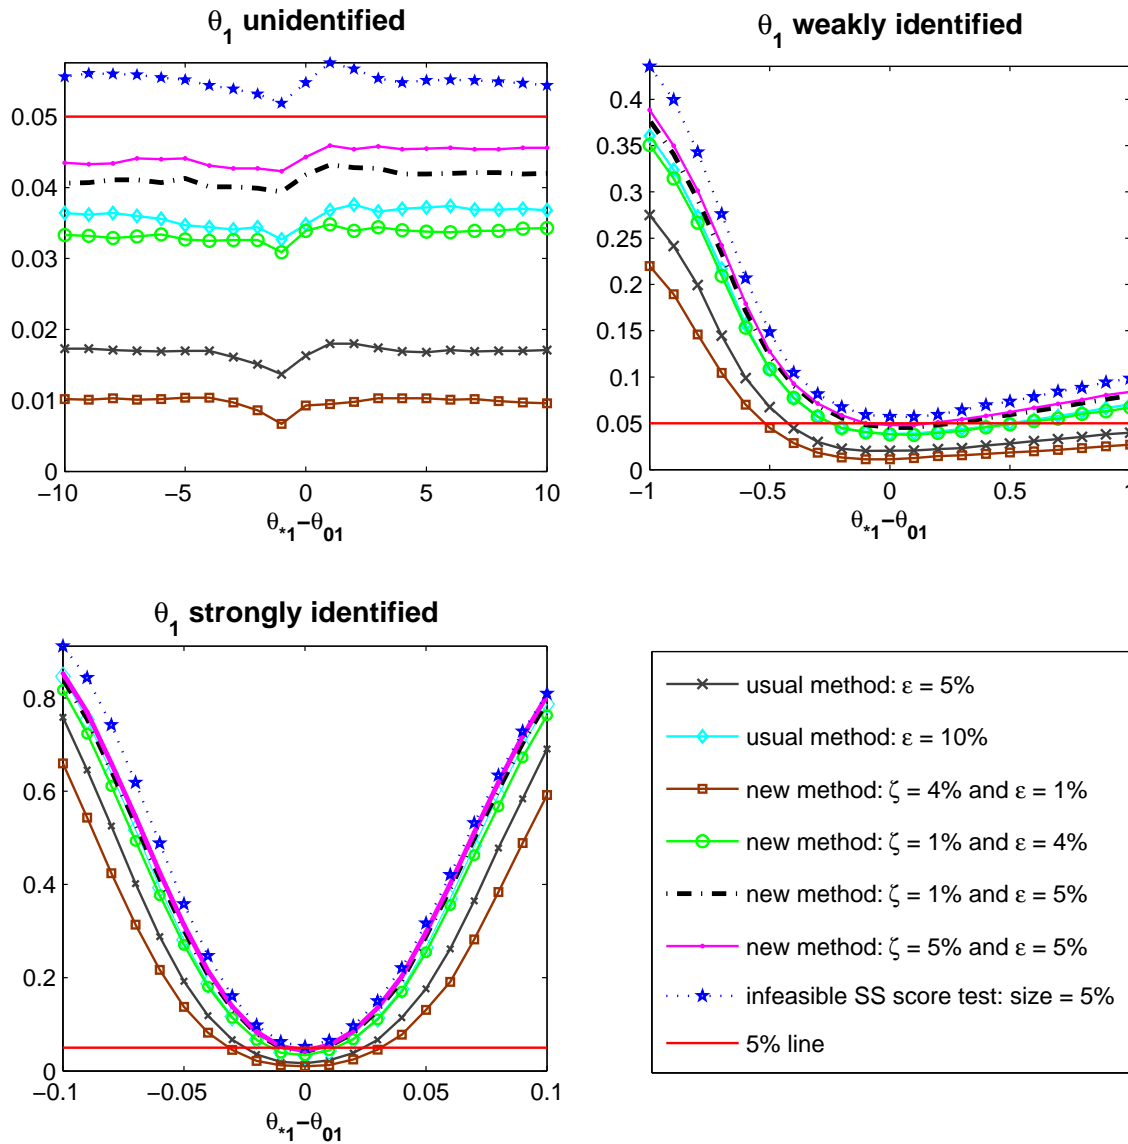 θ1 unidentified
0.05
0.04
0.03
0.02
0.01
0
−10 −5 0 5 10
θ*1−θ01
θ1 weakly identified
0.4
0.35
0.3
0.25
0.2
0.15
0.1
0.05
0
−1 −0.5 0 0.5 1
θ*1−θ01
θ1 strongly identified
0.8
0.6
0.4
0.2
0
−0.1 −0.05 0 0.05 0.1
θ*1−θ01
usual method: ε = 5%
usual method: ε = 10%
new method: ζ = 4% and ε = 1%
new method: ζ = 1% and ε = 4%
new method: ζ = 1% and ε = 5%
new method: ζ = 5% and ε = 5%
infeasible SS score test: size = 5%
5% line